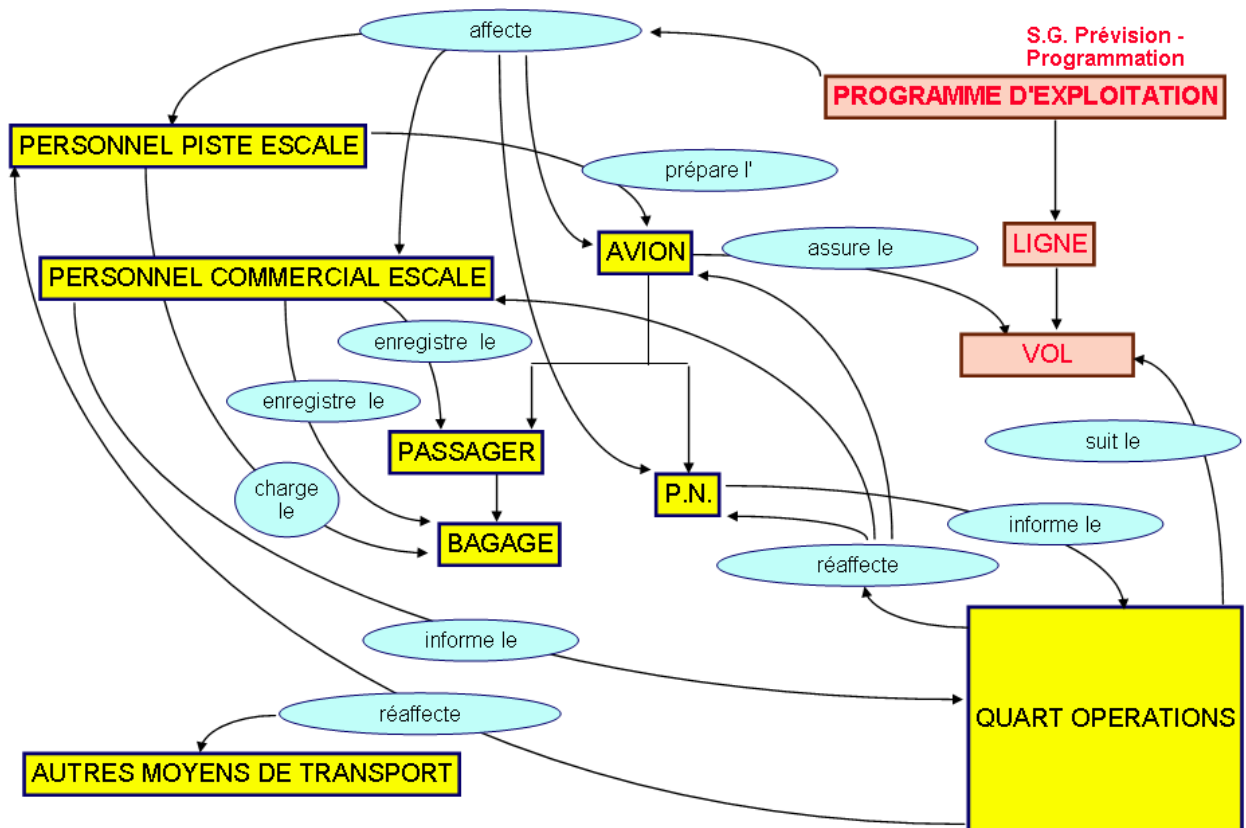 affecte
S.G. Prévision -
Programmation
PROGRAMME D'EXPLOITATION
PERSONNEL PISTE ESCALE
prépare l'
AVION
assure le
LIGNE
PERSONNEL COMMERCIAL ESCALE
enregistre le
VOL
enregistre le
PASSAGER
suit le
charge
le
P.N.
BAGAGE
informe le
réaffecte
informe le
réaffecte
QUART OPERATIONS
AUTRES MOYENS DE TRANSPORT